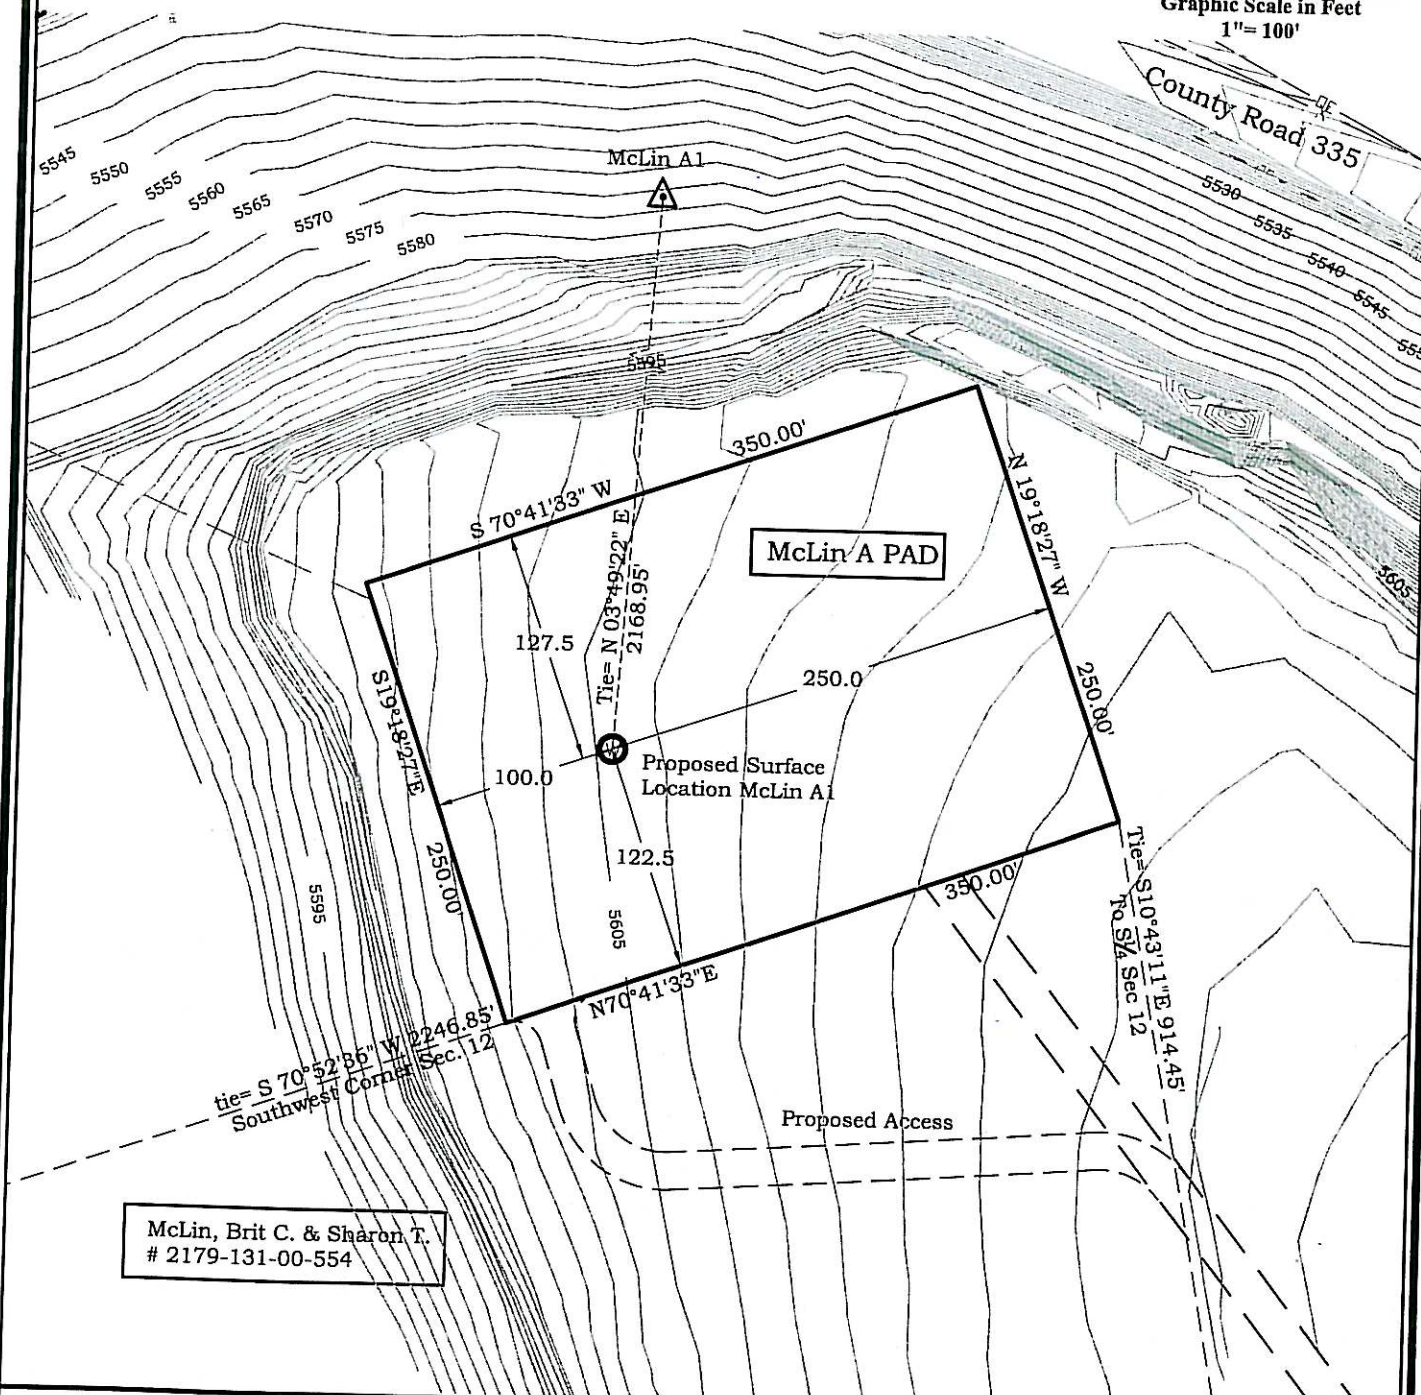 Graphic Scale in Feet
1"= 100'
County Road 335
McLin A1
5545
5550
5555
5560
5565
5570
5575
5580
5530
5535
5540
5545
5595
350.00'
S 70°41'33" W
N 19°18'27" W
McLin A PAD
Tie= N 03°49'22" E
2168.95'
127.5
250.0
5605
S19°18'27"E
250.00'
100.0
Proposed Surface
Location McLin A1
122.5
250.00'
350.00'
5595
5605
N70°41'33"E
Tie= S10°43'11"E 914.45'
To S¼ Sec 12
tie= S 70°52'36" W 2246.85'
Southwest Corner Sec. 12
Proposed Access
McLin, Brit C. & Sharon T.
# 2179-131-00-554